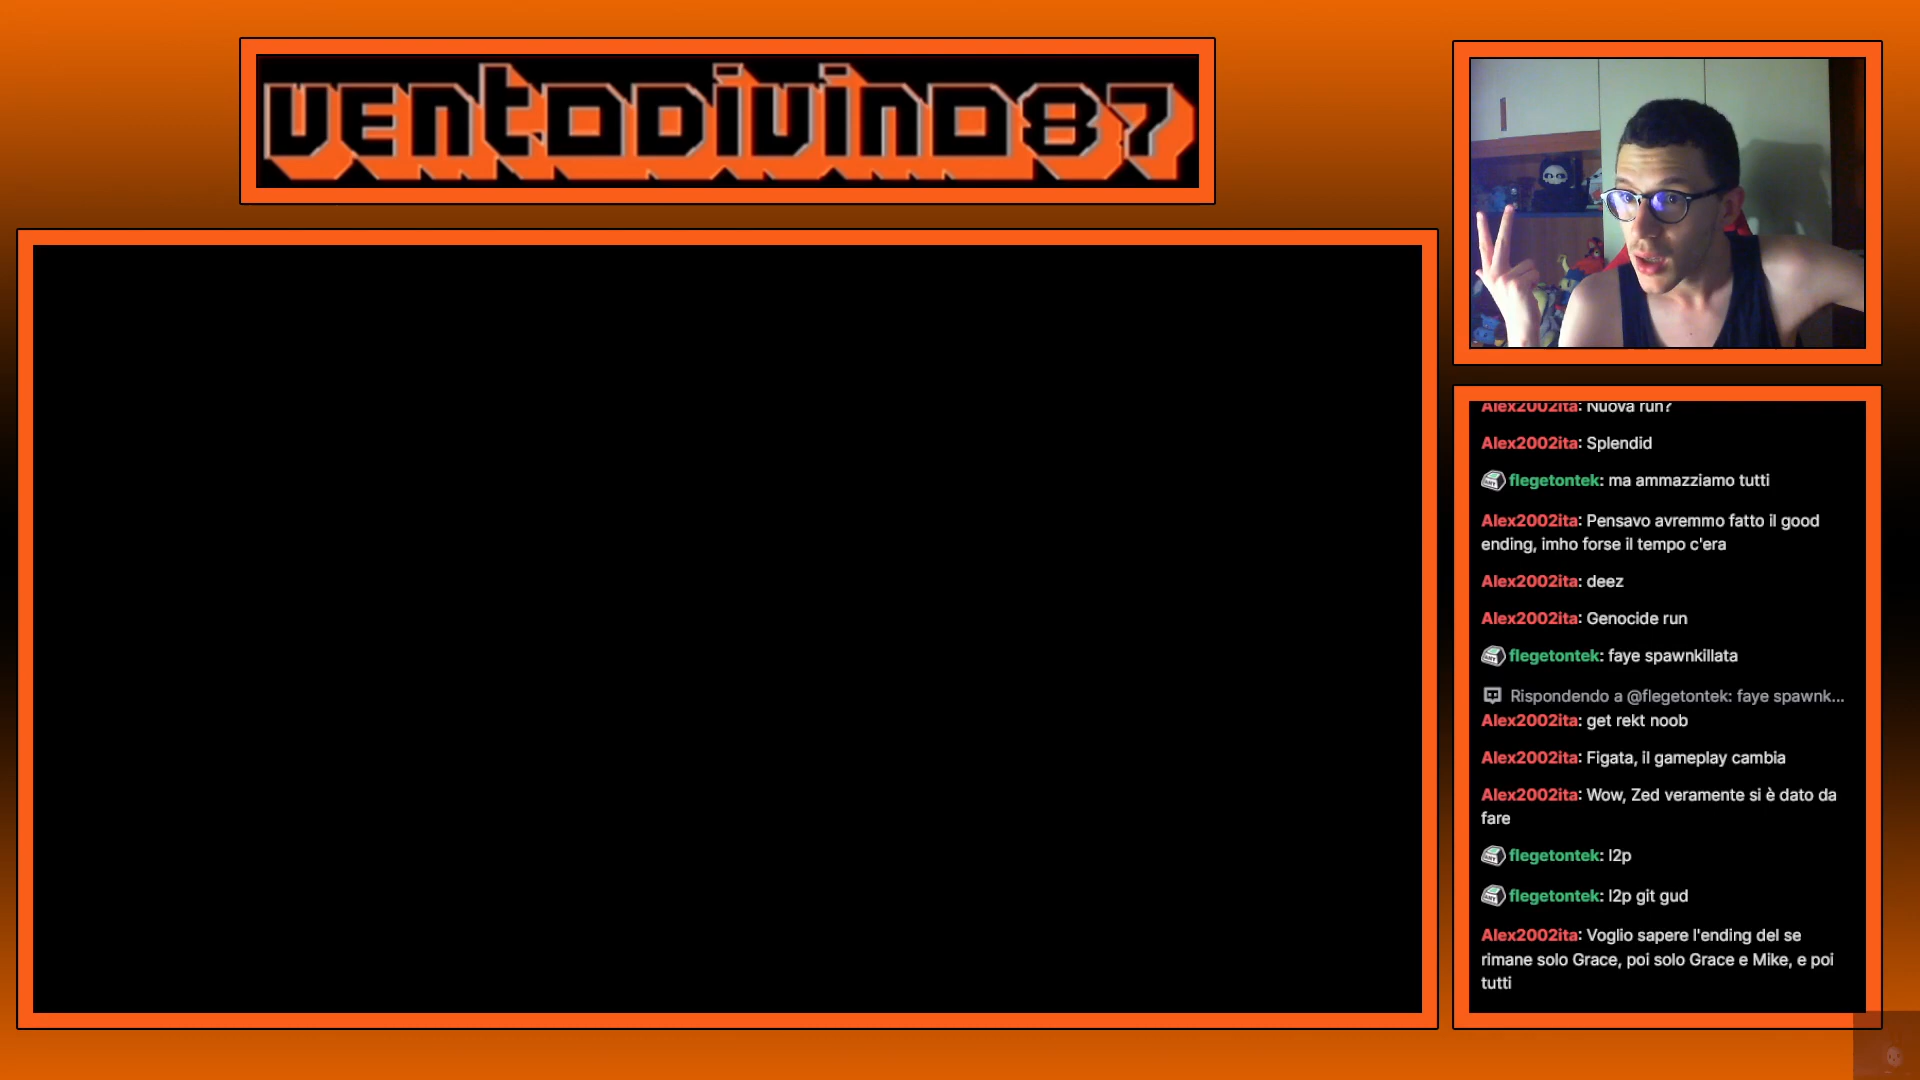 ventodivino87
Alex2002ita: Nuova run?
Alex2002ita: Splendid
flegetontek: ma ammazziamo tutti
Alex2002ita: Pensavo avremmo fatto il good
ending, imho forse il tempo c'era
Alex2002ita: deez
Alex2002ita: Genocide run
flegetontek: faye spawnkillata
Rispondendo a @flegetontek: faye spawnk...
Alex2002ita: get rekt noob
Alex2002ita: Figata, il gameplay cambia
Alex2002ita: Wow, Zed veramente si è dato da
fare
flegetontek: l2p
flegetontek: l2p git gud
Alex2002ita: Voglio sapere l'ending del se
rimane solo Grace, poi solo Grace e Mike, e poi
tutti